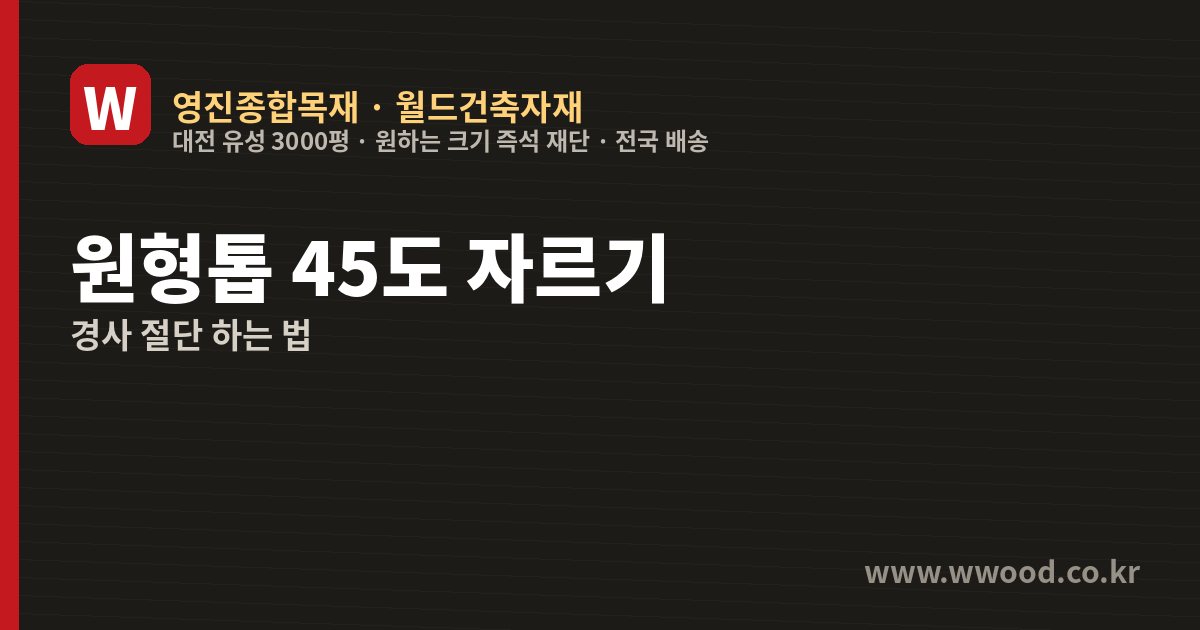 W
영진종합목재 · 월드건축자재
대전 유성 3000평 · 원하는 크기 즉석 재단 · 전국 배송
원형톱 45도 자르기
경사 절단 하는 법
www.wwood.co.kr